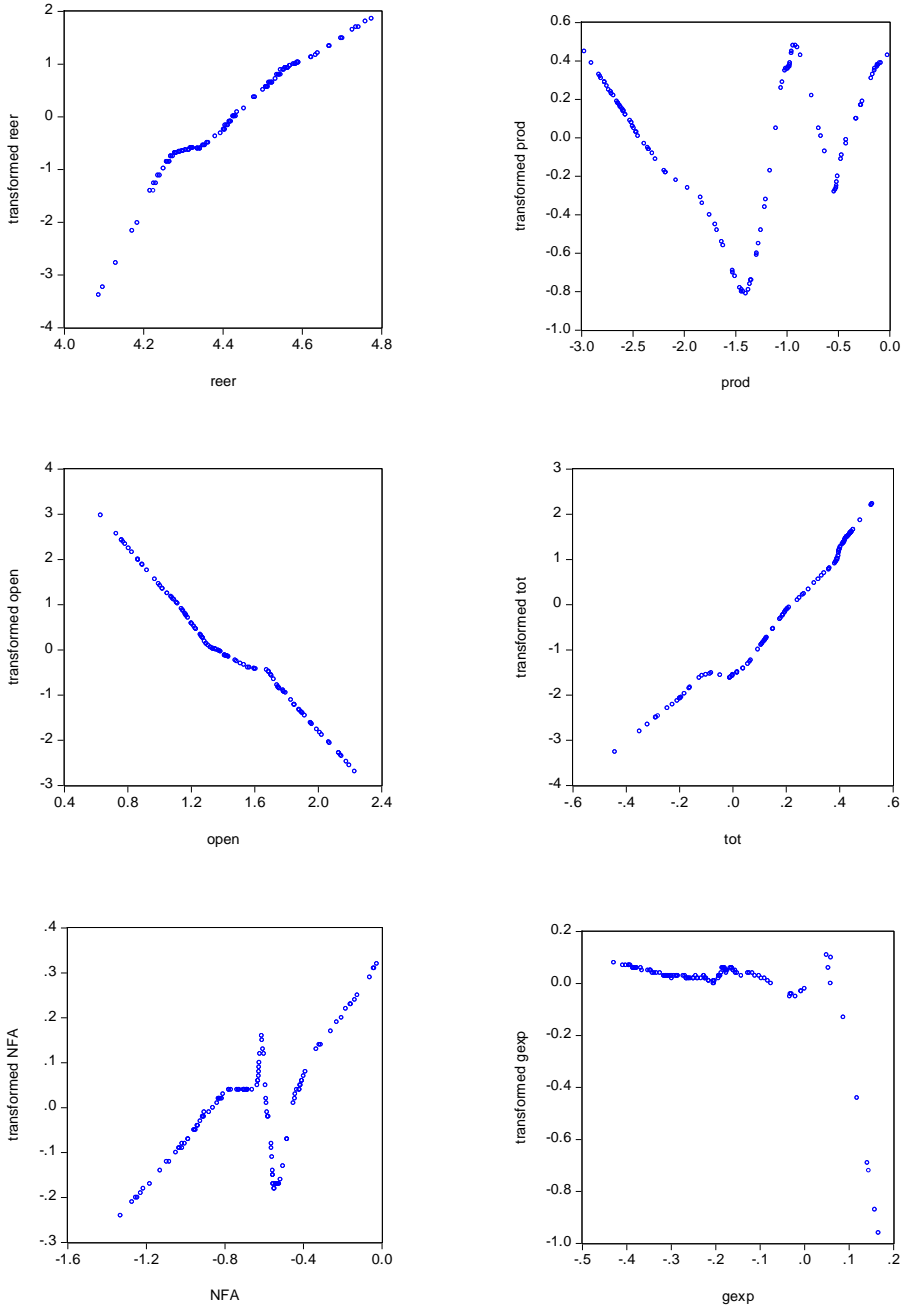 2
1
0
-1
-2
-3
-4
4.0 4.2 4.4 4.6 4.8
transformed reer
reer
0.6
0.4
0.2
0.0
-0.2
-0.4
-0.6
-0.8
-1.0
-3.0 -2.5 -2.0 -1.5 -1.0 -0.5 0.0
transformed prod
prod
4
3
2
1
0
-1
-2
-3
0.4 0.8 1.2 1.6 2.0 2.4
transformed open
open
3
2
1
0
-1
-2
-3
-4
-.6 -.4 -.2 .0 .2 .4 .6
transformed tot
tot
.4
.3
.2
.1
.0
-.1
-.2
-.3
-1.6 -1.2 -0.8 -0.4 0.0
transformed NFA
NFA
0.2
0.0
-0.2
-0.4
-0.6
-0.8
-1.0
-.5 -.4 -.3 -.2 -.1 .0 .1 .2
transformed gexp
gexp